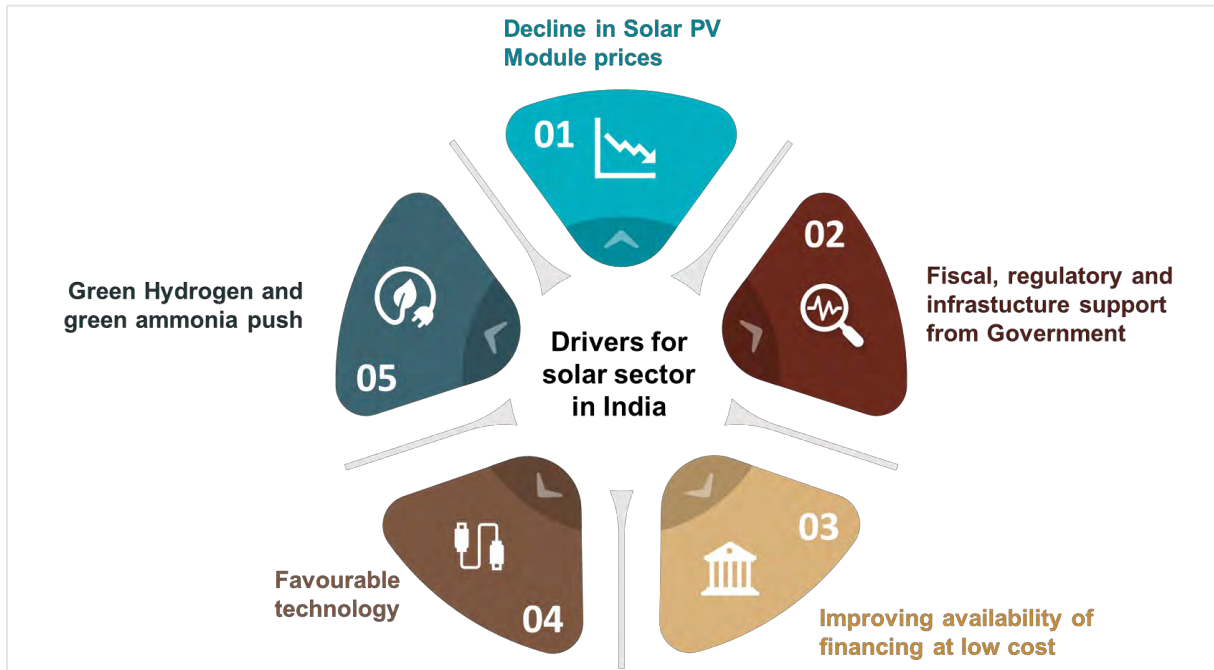 Decline in Solar PV
Module prices
01
02
Fiscal, regulatory and
infrastucture support
from Government
Green Hydrogen and
green ammonia push
05
Drivers for
solar sector
in India
03
Improving availability of
financing at low cost
Favourable
technology
04